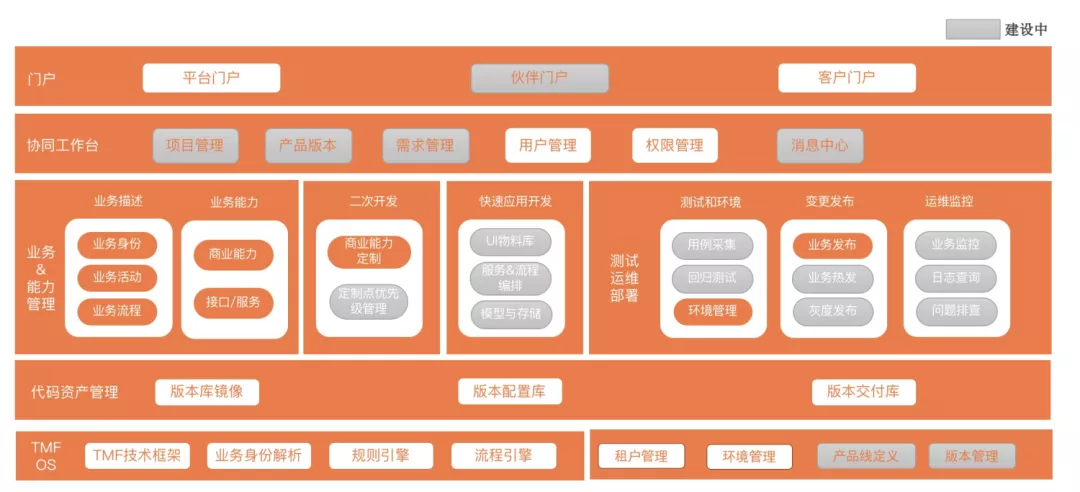 建设中
门户
平台门户
伙伴门户
客户门户
协同工作台
项目管理
产品版本
需求管理
用户管理
权限管理
消息中心
业务
&
能力
管理
业务描述
业务身份
业务活动
业务流程
业务能力
商业能力
接口/服务
二次开发
商业能力
定制
定制点优先
级管理
快速应用开发
UI物料库
服务&流程
编排
模型与存储
测试
运维
部署
测试和环境
用例采集
回归测试
环境管理
变更发布
业务发布
业务热发
灰度发布
运维监控
业务监控
日志查询
问题排查
代码资产管理
版本库镜像
版本配置库
版本交付库
TMF
OS
TMF技术框架
业务身份解析
规则引擎
流程引擎
租户管理
环境管理
产品线定义
版本管理